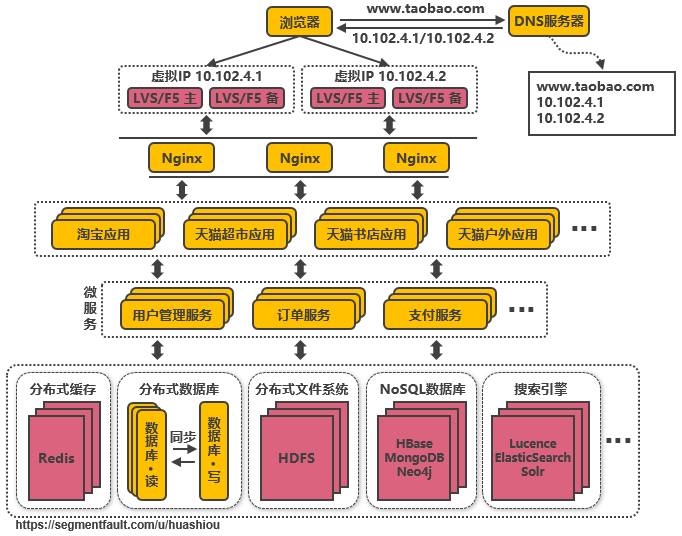 浏览器
www.taobao.com
10.102.4.1/10.102.4.2
DNS服务器
www.taobao.com
10.102.4.1
10.102.4.2
虚拟IP 10.102.4.1
LVS/F5 主
LVS/F5 备
虚拟IP 10.102.4.2
LVS/F5 主
LVS/F5 备
Nginx
Nginx
Nginx
淘宝应用
天猫超市应用
天猫书店应用
天猫户外应用
...
微服务
用户管理服务
订单服务
支付服务
...
分布式缓存
Redis
分布式数据库
数据库·读
同步
数据库·写
分布式文件系统
HDFS
NoSQL数据库
HBase
MongoDB
Neo4j
搜索引擎
Lucence
ElasticSearch
Solr
...
https://segmentfault.com/u/huashiou